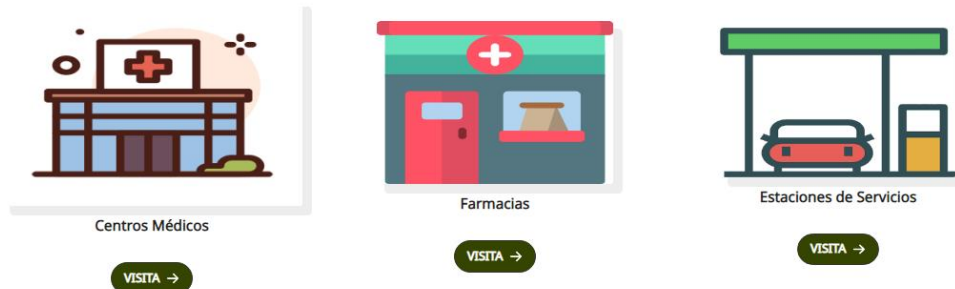 Centros Médicos
VISITA →
Farmacias
VISITA →
Estaciones de Servicios
VISITA →